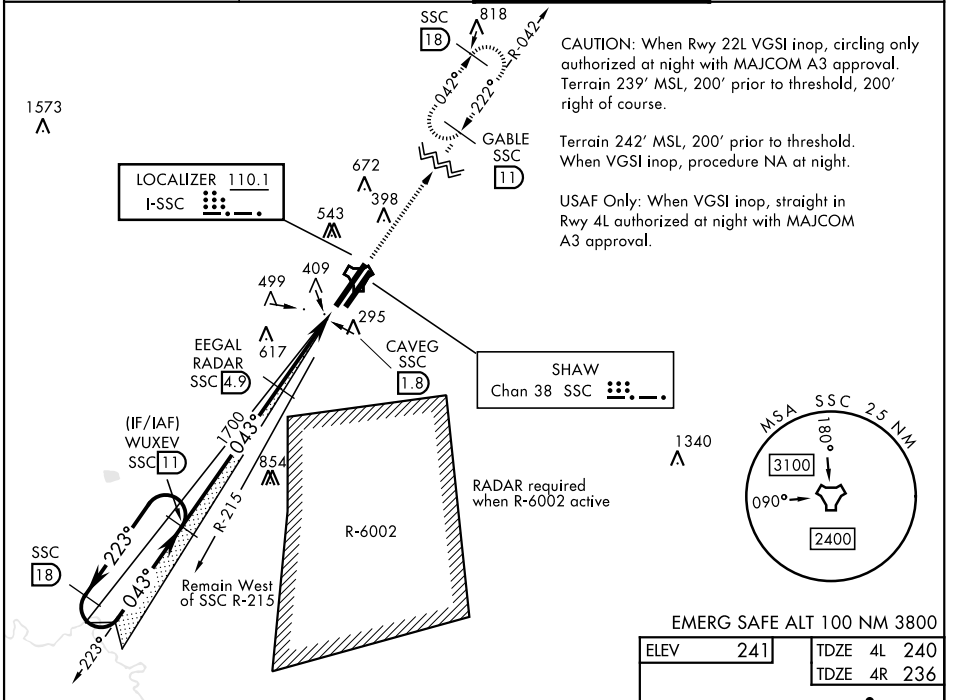 SSC
18
818
R-042
042°
222°
CAUTION: When Rwy 22L VGSI inop, circling only
authorized at night with MAJCOM A3 approval.
Terrain 239' MSL, 200' prior to threshold, 200'
right of course.
Terrain 242' MSL, 200' prior to threshold.
When VGSI inop, procedure NA at night.
USAF Only: When VGSI inop, straight in
Rwy 4L authorized at night with MAJCOM
A3 approval.
1573
GABLE
SSC
11
LOCALIZER 110.1
I-SSC
672
398
543
409
499
295
617
EEGAL
RADAR
SSC 4.9
CAVEG
SSC
1.8
SHAW
Chan 38 SSC
(IF/IAF)
WUXEV
SSC 11
1700
043°
854
R-215
1340
RADAR required
when R-6002 active
R-6002
MSA SSC 25 NM
180°
3100
090°
2400
SSC
18
223°
043°
Remain West
of SSC R-215
223°
EMERG SAFE ALT 100 NM 3800
ELEV 241
TDZE 4L 240
TDZE 4R 236